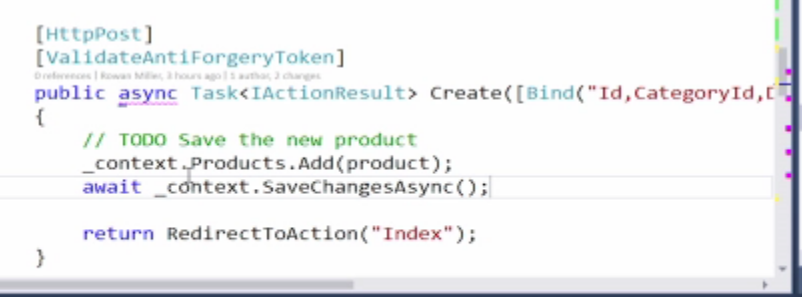 [HttpPost]
[ValidateAntiForgeryToken]
0 references | Rowan Miller, 3 hours ago | 1 author, 2 changes
public async Task<IActionResult> Create([Bind("Id,CategoryId,D
{
// TODO Save the new product
_context.Products.Add(product);
await _context.SaveChangesAsync();
return RedirectToAction("Index");
}